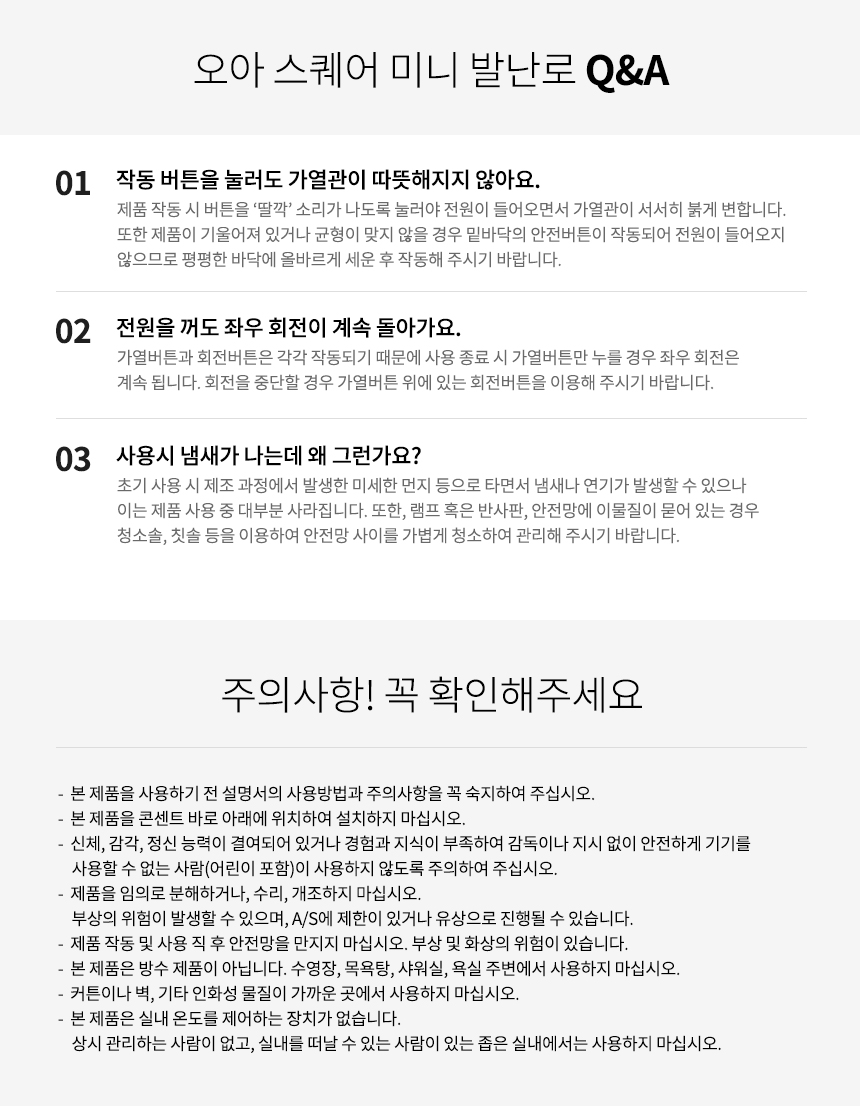 오아 스퀘어 미니 발난로 Q&A
01 작동 버튼을 눌러도 가열관이 따뜻해지지 않아요.
제품 작동 시 버튼을 ‘딸깍’ 소리가 나도록 눌러야 전원이 들어오면서 가열관이 서서히 붉게 변합니다.
또한 제품이 기울어져 있거나 균형이 맞지 않을 경우 밑바닥의 안전버튼이 작동되어 전원이 들어오지
않으므로 평평한 바닥에 올바르게 세운 후 작동해 주시기 바랍니다.
02 전원을 꺼도 좌우 회전이 계속 돌아가요.
가열버튼과 회전버튼은 각각 작동되기 때문에 사용 종료 시 가열버튼만 누를 경우 좌우 회전은
계속 됩니다. 회전을 중단할 경우 가열버튼 위에 있는 회전버튼을 이용해 주시기 바랍니다.
03 사용시 냄새가 나는데 왜 그런가요?
초기 사용 시 제조 과정에서 발생한 미세한 먼지 등으로 타면서 냄새나 연기가 발생할 수 있으나
이는 제품 사용 중 대부분 사라집니다. 또한, 램프 혹은 반사판, 안전망에 이물질이 묻어 있는 경우
청소솔, 칫솔 등을 이용하여 안전망 사이를 가볍게 청소하여 관리해 주시기 바랍니다.
주의사항! 꼭 확인해주세요
- 본 제품을 사용하기 전 설명서의 사용방법과 주의사항을 꼭 숙지하여 주십시오.
- 본 제품을 콘센트 바로 아래에 위치하여 설치하지 마십시오.
- 신체, 감각, 정신 능력이 결여되어 있거나 경험과 지식이 부족하여 감독이나 지시 없이 안전하게 기기를
사용할 수 없는 사람(어린이 포함)이 사용하지 않도록 주의하여 주십시오.
- 제품을 임의로 분해하거나, 수리, 개조하지 마십시오.
부상의 위험이 발생할 수 있으며, A/S에 제한이 있거나 유상으로 진행될 수 있습니다.
- 제품 작동 및 사용 직 후 안전망을 만지지 마십시오. 부상 및 화상의 위험이 있습니다.
- 본 제품은 방수 제품이 아닙니다. 수영장, 목욕탕, 샤워실, 욕실 주변에서 사용하지 마십시오.
- 커튼이나 벽, 기타 인화성 물질이 가까운 곳에서 사용하지 마십시오.
- 본 제품은 실내 온도를 제어하는 장치가 없습니다.
상시 관리하는 사람이 없고, 실내를 떠날 수 있는 사람이 있는 좁은 실내에서는 사용하지 마십시오.